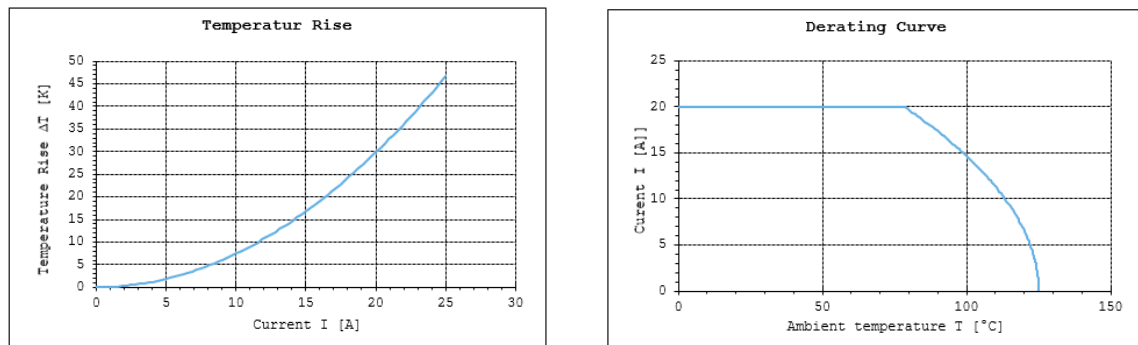 Temperatur Rise
Temperature Rise ΔT [K]
50
45
40
35
30
25
20
15
10
5
0
0 5 10 15 20 25 30
Current I [A]
Derating Curve
Curent I [A]]
25
20
15
10
5
0
0 50 100 150
Ambient temperature T [°C]